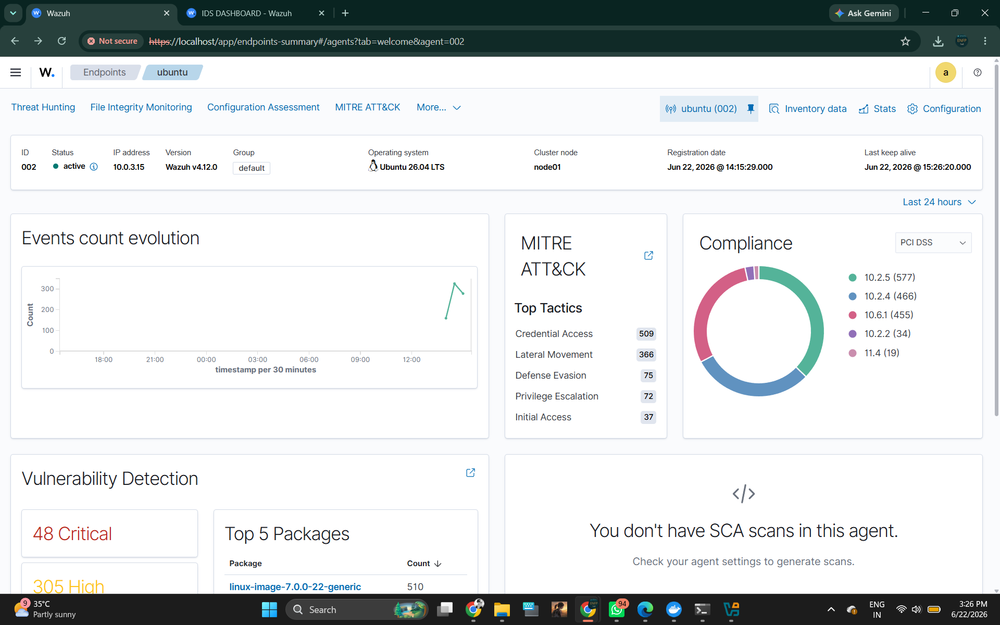 Wazuh
IDS DASHBOARD - Wazuh
Ask Gemini
Not secure
https://localhost/app/endpoints-summary#/agents?tab=welcome&agent=002
ENFP
W.
Endpoints
ubuntu
a
Threat Hunting
File Integrity Monitoring
Configuration Assessment
MITRE ATT&CK
More...
ubuntu (002)
Inventory data
Stats
Configuration
ID
Status
IP address
Version
Group
Operating system
Cluster node
Registration date
Last keep alive
002
active
10.0.3.15
Wazuh v4.12.0
default
Ubuntu 26.04 LTS
node01
Jun 22, 2026 @ 14:15:29.000
Jun 22, 2026 @ 15:26:20.000
Last 24 hours
Events count evolution
Count
300
200
100
0
18:00
21:00
00:00
03:00
06:00
09:00
12:00
timestamp per 30 minutes
MITRE
ATT&CK
Top Tactics
Credential Access 509
Lateral Movement 366
Defense Evasion 75
Privilege Escalation 72
Initial Access 37
Compliance
PCI DSS
10.2.5 (577)
10.2.4 (466)
10.6.1 (455)
10.2.2 (34)
11.4 (19)
Vulnerability Detection
48 Critical
305 High
Top 5 Packages
Package Count
linux-image-7.0.0-22-generic 510
</>
You don't have SCA scans in this agent.
Check your agent settings to generate scans.
9
35°C
Partly sunny
Search
94
ENG
IN
3:26 PM
6/22/2026